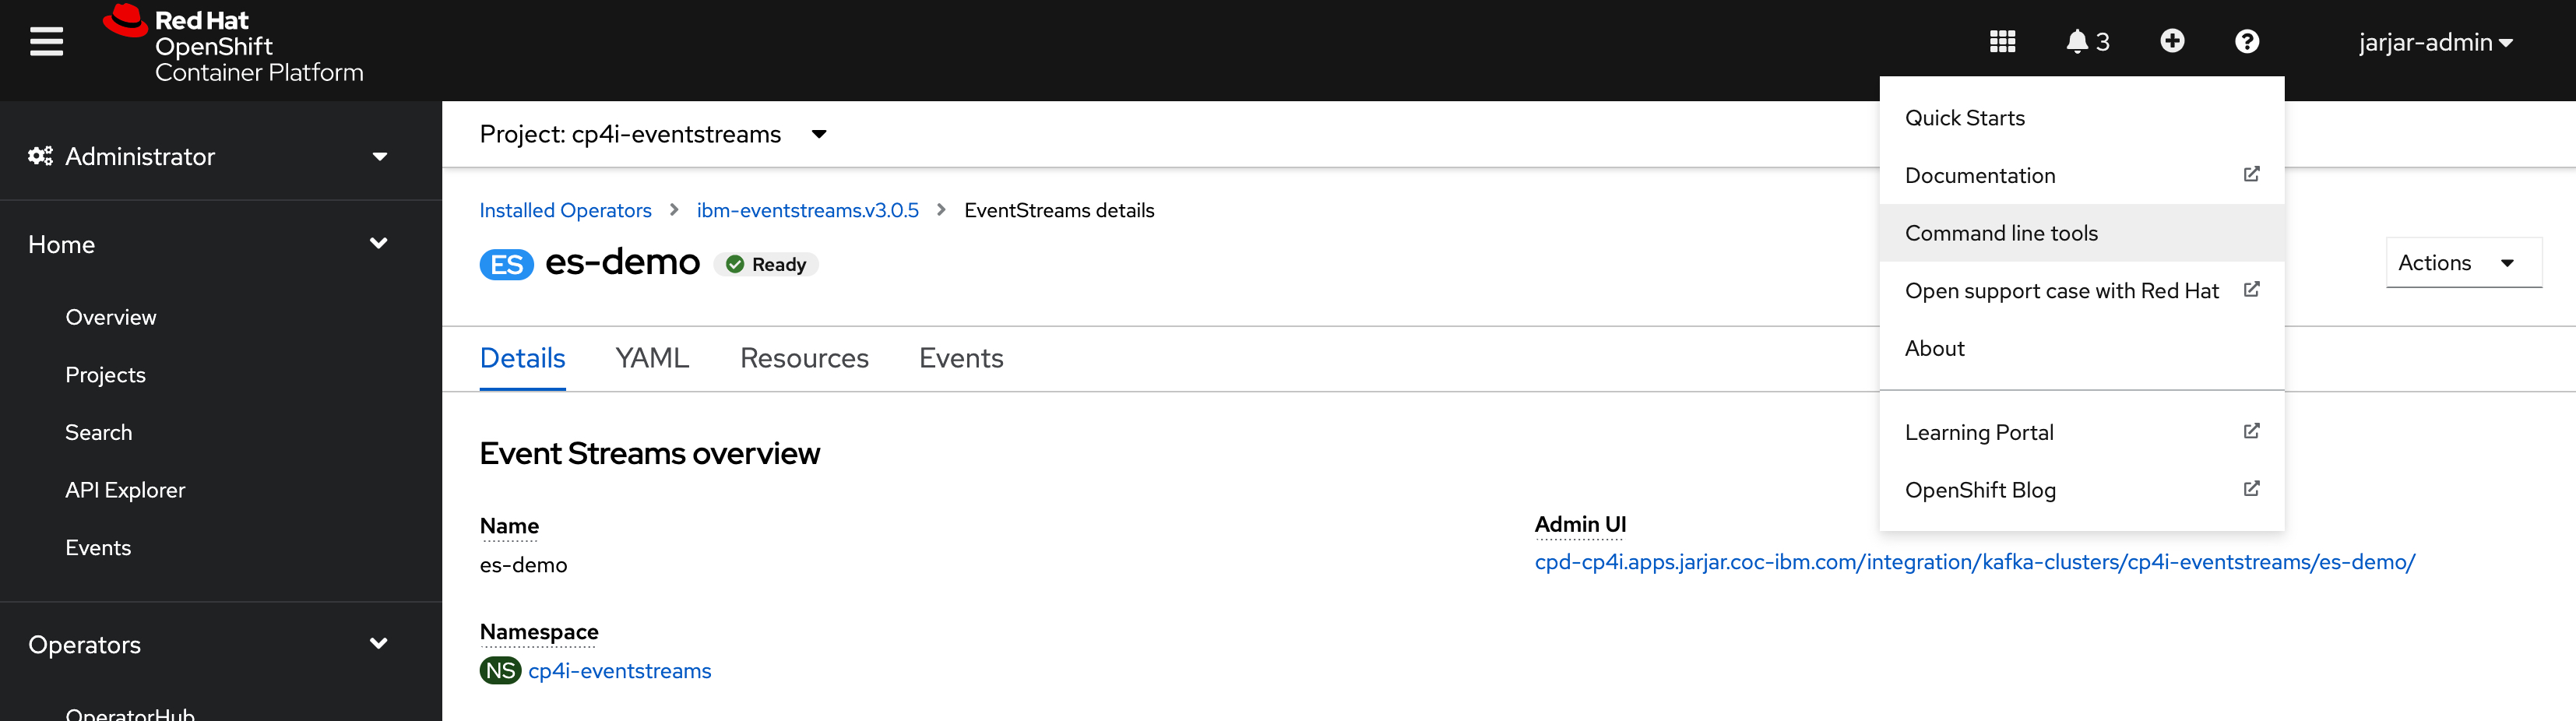 Red Hat
OpenShift
Container Platform
3
jarjar-admin
Administrator
Home
Overview
Projects
Search
API Explorer
Events
Operators
OperatorHub
Project: cp4i-eventstreams
Installed Operators > ibm-eventstreams.v3.0.5 > EventStreams details
ES es-demo Ready
Actions
Details YAML Resources Events
Event Streams overview
Name
es-demo
Namespace
NS cp4i-eventstreams
Admin UI
cpd-cp4i.apps.jarjar.coc-ibm.com/integration/kafka-clusters/cp4i-eventstreams/es-demo/
Quick Starts
Documentation
Command line tools
Open support case with Red Hat
About
Learning Portal
OpenShift Blog